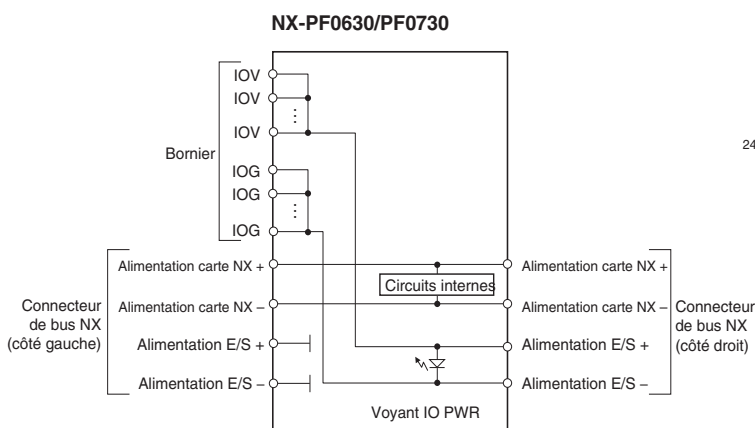 NX-PF0630/PF0730
IOV
IOV
IOV
Bornier
IOG
IOG
IOG
24
Alimentation carte NX +
Alimentation carte NX –
Alimentation E/S +
Alimentation E/S –
Connecteur
de bus NX
(côté gauche)
Circuits internes
Voyant IO PWR
Alimentation carte NX +
Alimentation carte NX –
Alimentation E/S +
Alimentation E/S –
Connecteur
de bus NX
(côté droit)